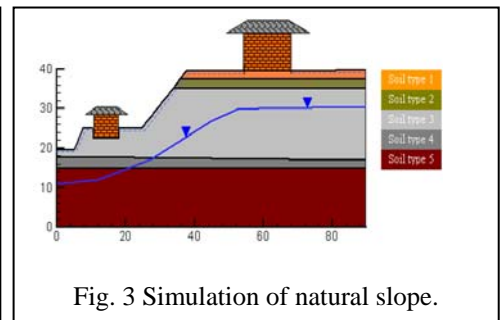 40
30
20
10
0
0 20 40 60 80
Soil type 1
Soil type 2
Soil type 3
Soil type 4
Soil type 5
Fig. 3 Simulation of natural slope.